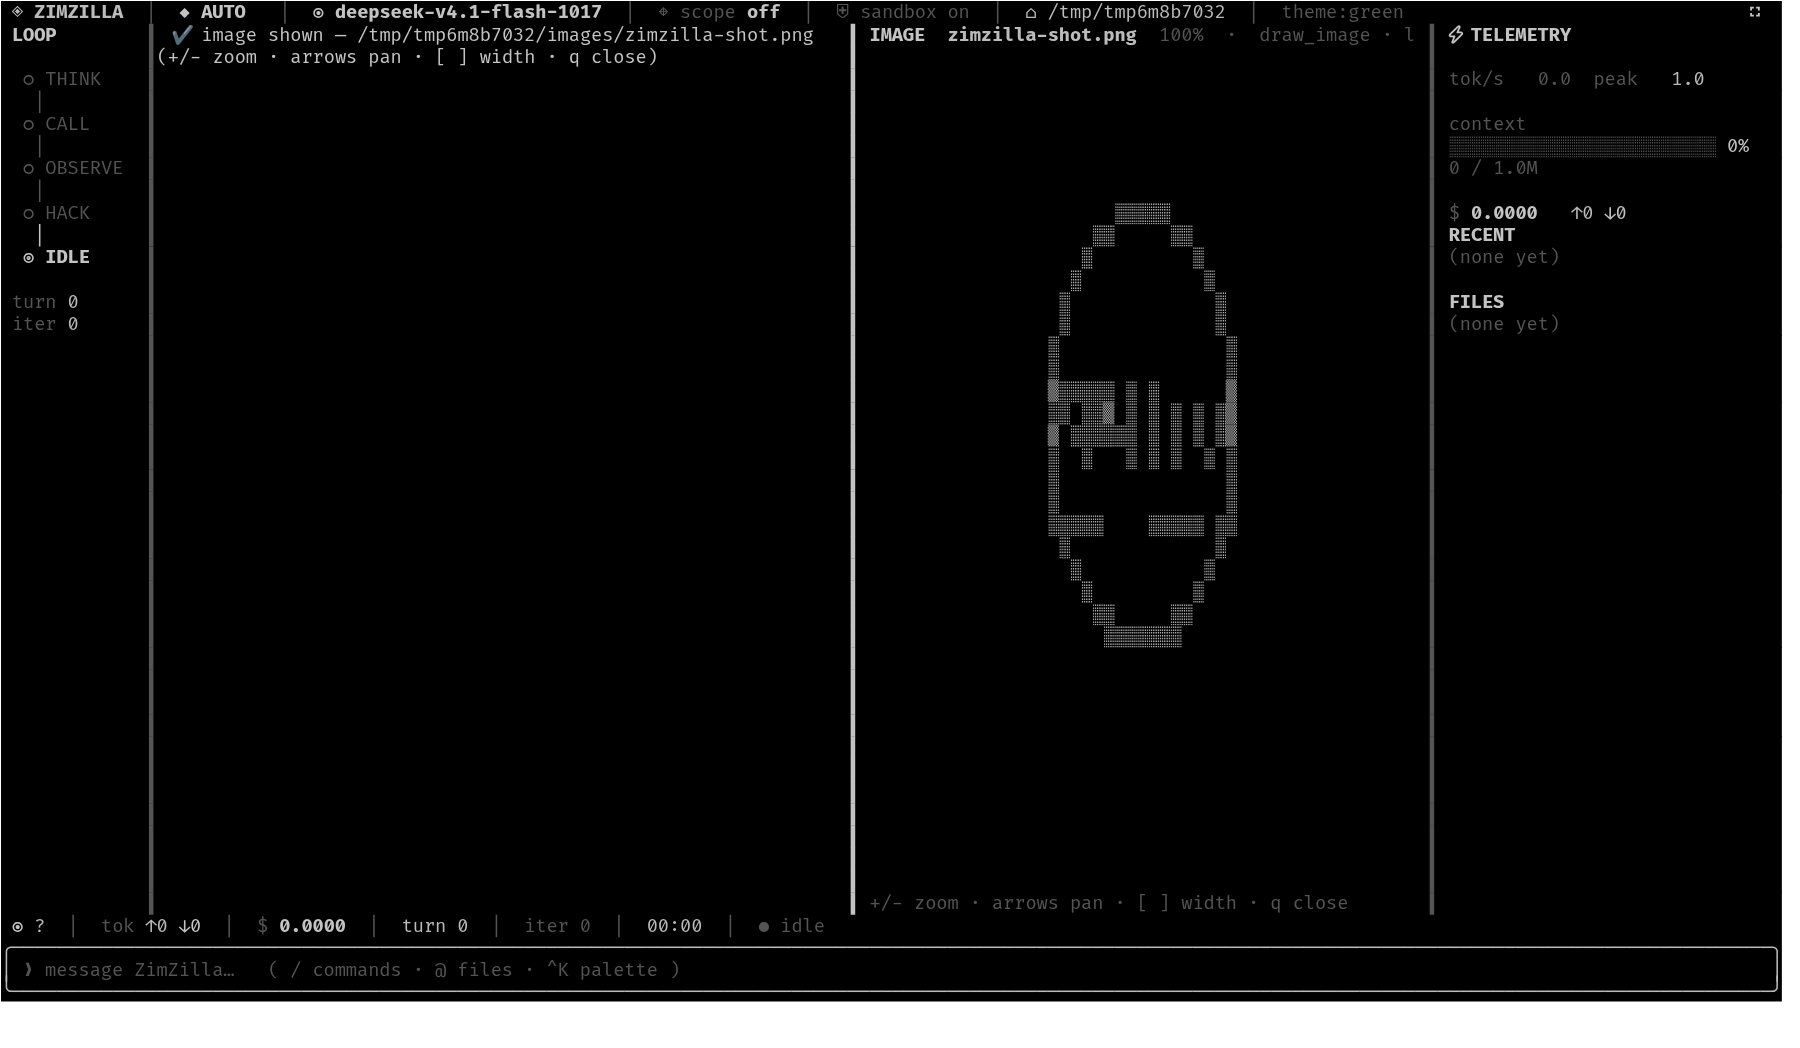 ◈ ZIMZILLA │ ◆ AUTO │ ⊙ deepseek-v4.1-flash-1017 │ ⌖ scope off │ ⛨ sandbox on │ ⌂ /tmp/tmp6m8b7032 │ theme:green
LOOP
○ THINK
○ CALL
○ OBSERVE
○ HACK
⊙ IDLE
turn 0
iter 0
✔ image shown — /tmp/tmp6m8b7032/images/zimzilla-shot.png
(+/- zoom · arrows pan · [ ] width · q close)
IMAGE zimzilla-shot.png 100% · draw_image · l
+/- zoom · arrows pan · [ ] width · q close
TELEMETRY
tok/s 0.0 peak 1.0
context
0%
0 / 1.0M
$ 0.0000 ↑0 ↓0
RECENT
(none yet)
FILES
(none yet)
⊙ ? │ tok ↑0 ↓0 │ $ 0.0000 │ turn 0 │ iter 0 │ 00:00 │ ● idle
❫ message ZimZilla… ( / commands · @ files · ^K palette )